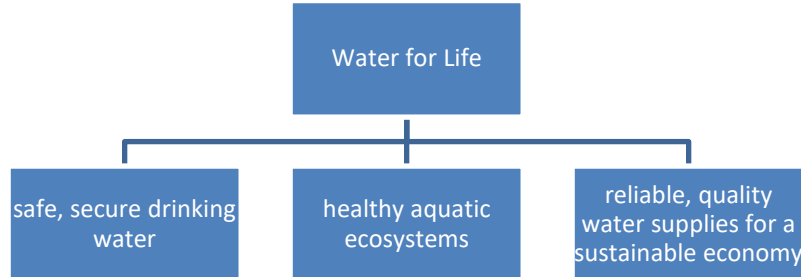 Water for Life
safe, secure drinking
water
healthy aquatic
ecosystems
reliable, quality
water supplies for a
sustainable economy